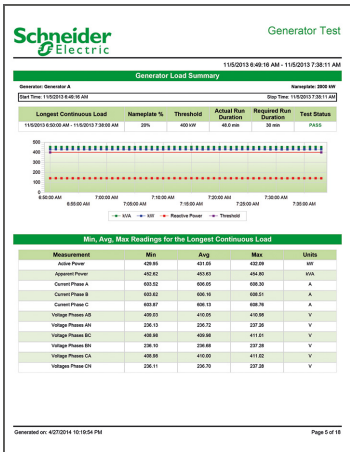 Schneider
Electric
Generator Test
11/5/2013 6:49:16 AM - 11/5/2013 7:38:11 AM
Generator Load Summary
Generator: Generator A Nameplate: 2000 kW
Start Time: 11/5/2013 6:49:16 AM Stop Time: 11/5/2013 7:38:11 AM
Longest Continuous Load Nameplate % Threshold Actual Run Duration Required Run Duration Test Status
11/5/2013 6:50:00 AM - 11/5/2013 7:38:00 AM 20% 400 kW 48.0 min 30 min PASS
500
400
300
200
100
0
6:50:00 AM 7:00:00 AM 7:10:00 AM 7:20:00 AM 7:30:00 AM
6:55:00 AM 7:05:00 AM 7:15:00 AM 7:25:00 AM 7:35:00 AM
kVA kW Reactive Power Threshold
Min, Avg, Max Readings for the Longest Continuous Load
Measurement Min Avg Max Units
Active Power 429.95 431.05 432.09 kW
Apparent Power 452.62 453.63 454.80 kVA
Current Phase A 603.52 606.05 608.30 A
Current Phase B 603.62 606.16 608.51 A
Current Phase C 603.87 606.13 608.76 A
Voltage Phases AB 409.03 410.05 410.98 V
Voltage Phases AN 236.13 236.72 237.26 V
Voltage Phases BC 408.96 409.98 411.01 V
Voltage Phases BN 236.10 236.68 237.28 V
Voltage Phases CA 408.96 410.00 411.02 V
Voltages Phase CN 236.11 236.70 237.28 V
Generated on: 4/27/2014 10:19:54 PM Page 5 of 18